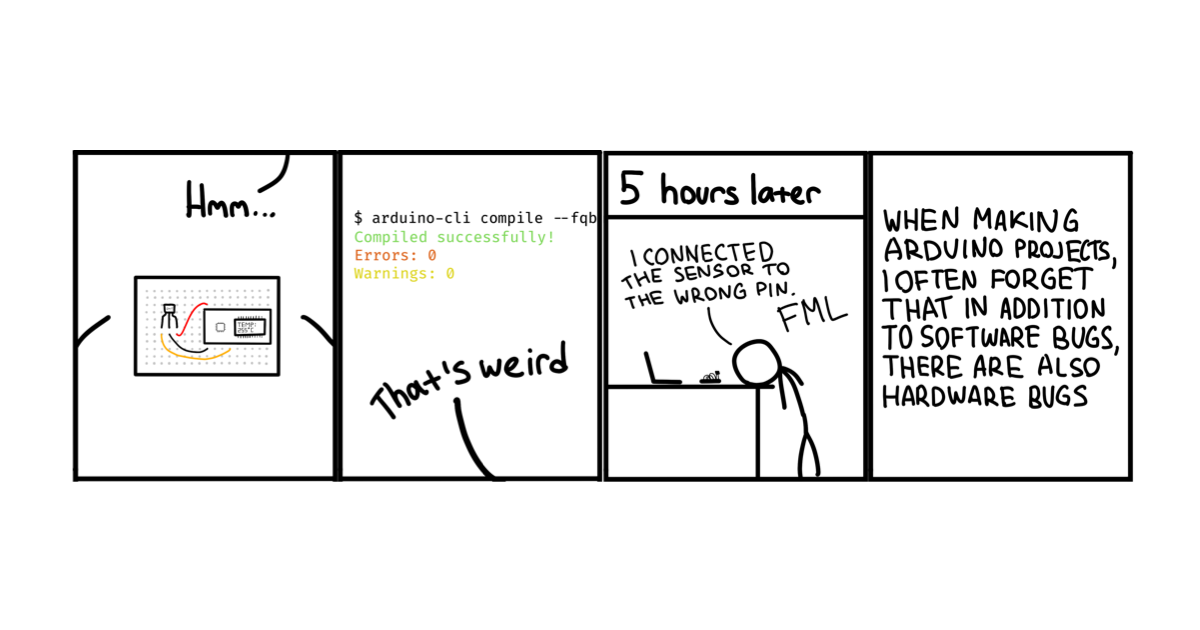 Hmm...
TEMP:
$ arduino-cli compile --fqb
Compiled successfully!
Errors: 0
Warnings: 0
That's weird
5 hours later
I CONNECTED
THE SENSOR TO
THE WRONG PIN.
FML
WHEN MAKING
ARDUINO PROJECTS,
I OFTEN FORGET
THAT IN ADDITION
TO SOFTWARE BUGS,
THERE ARE ALSO
HARDWARE BUGS